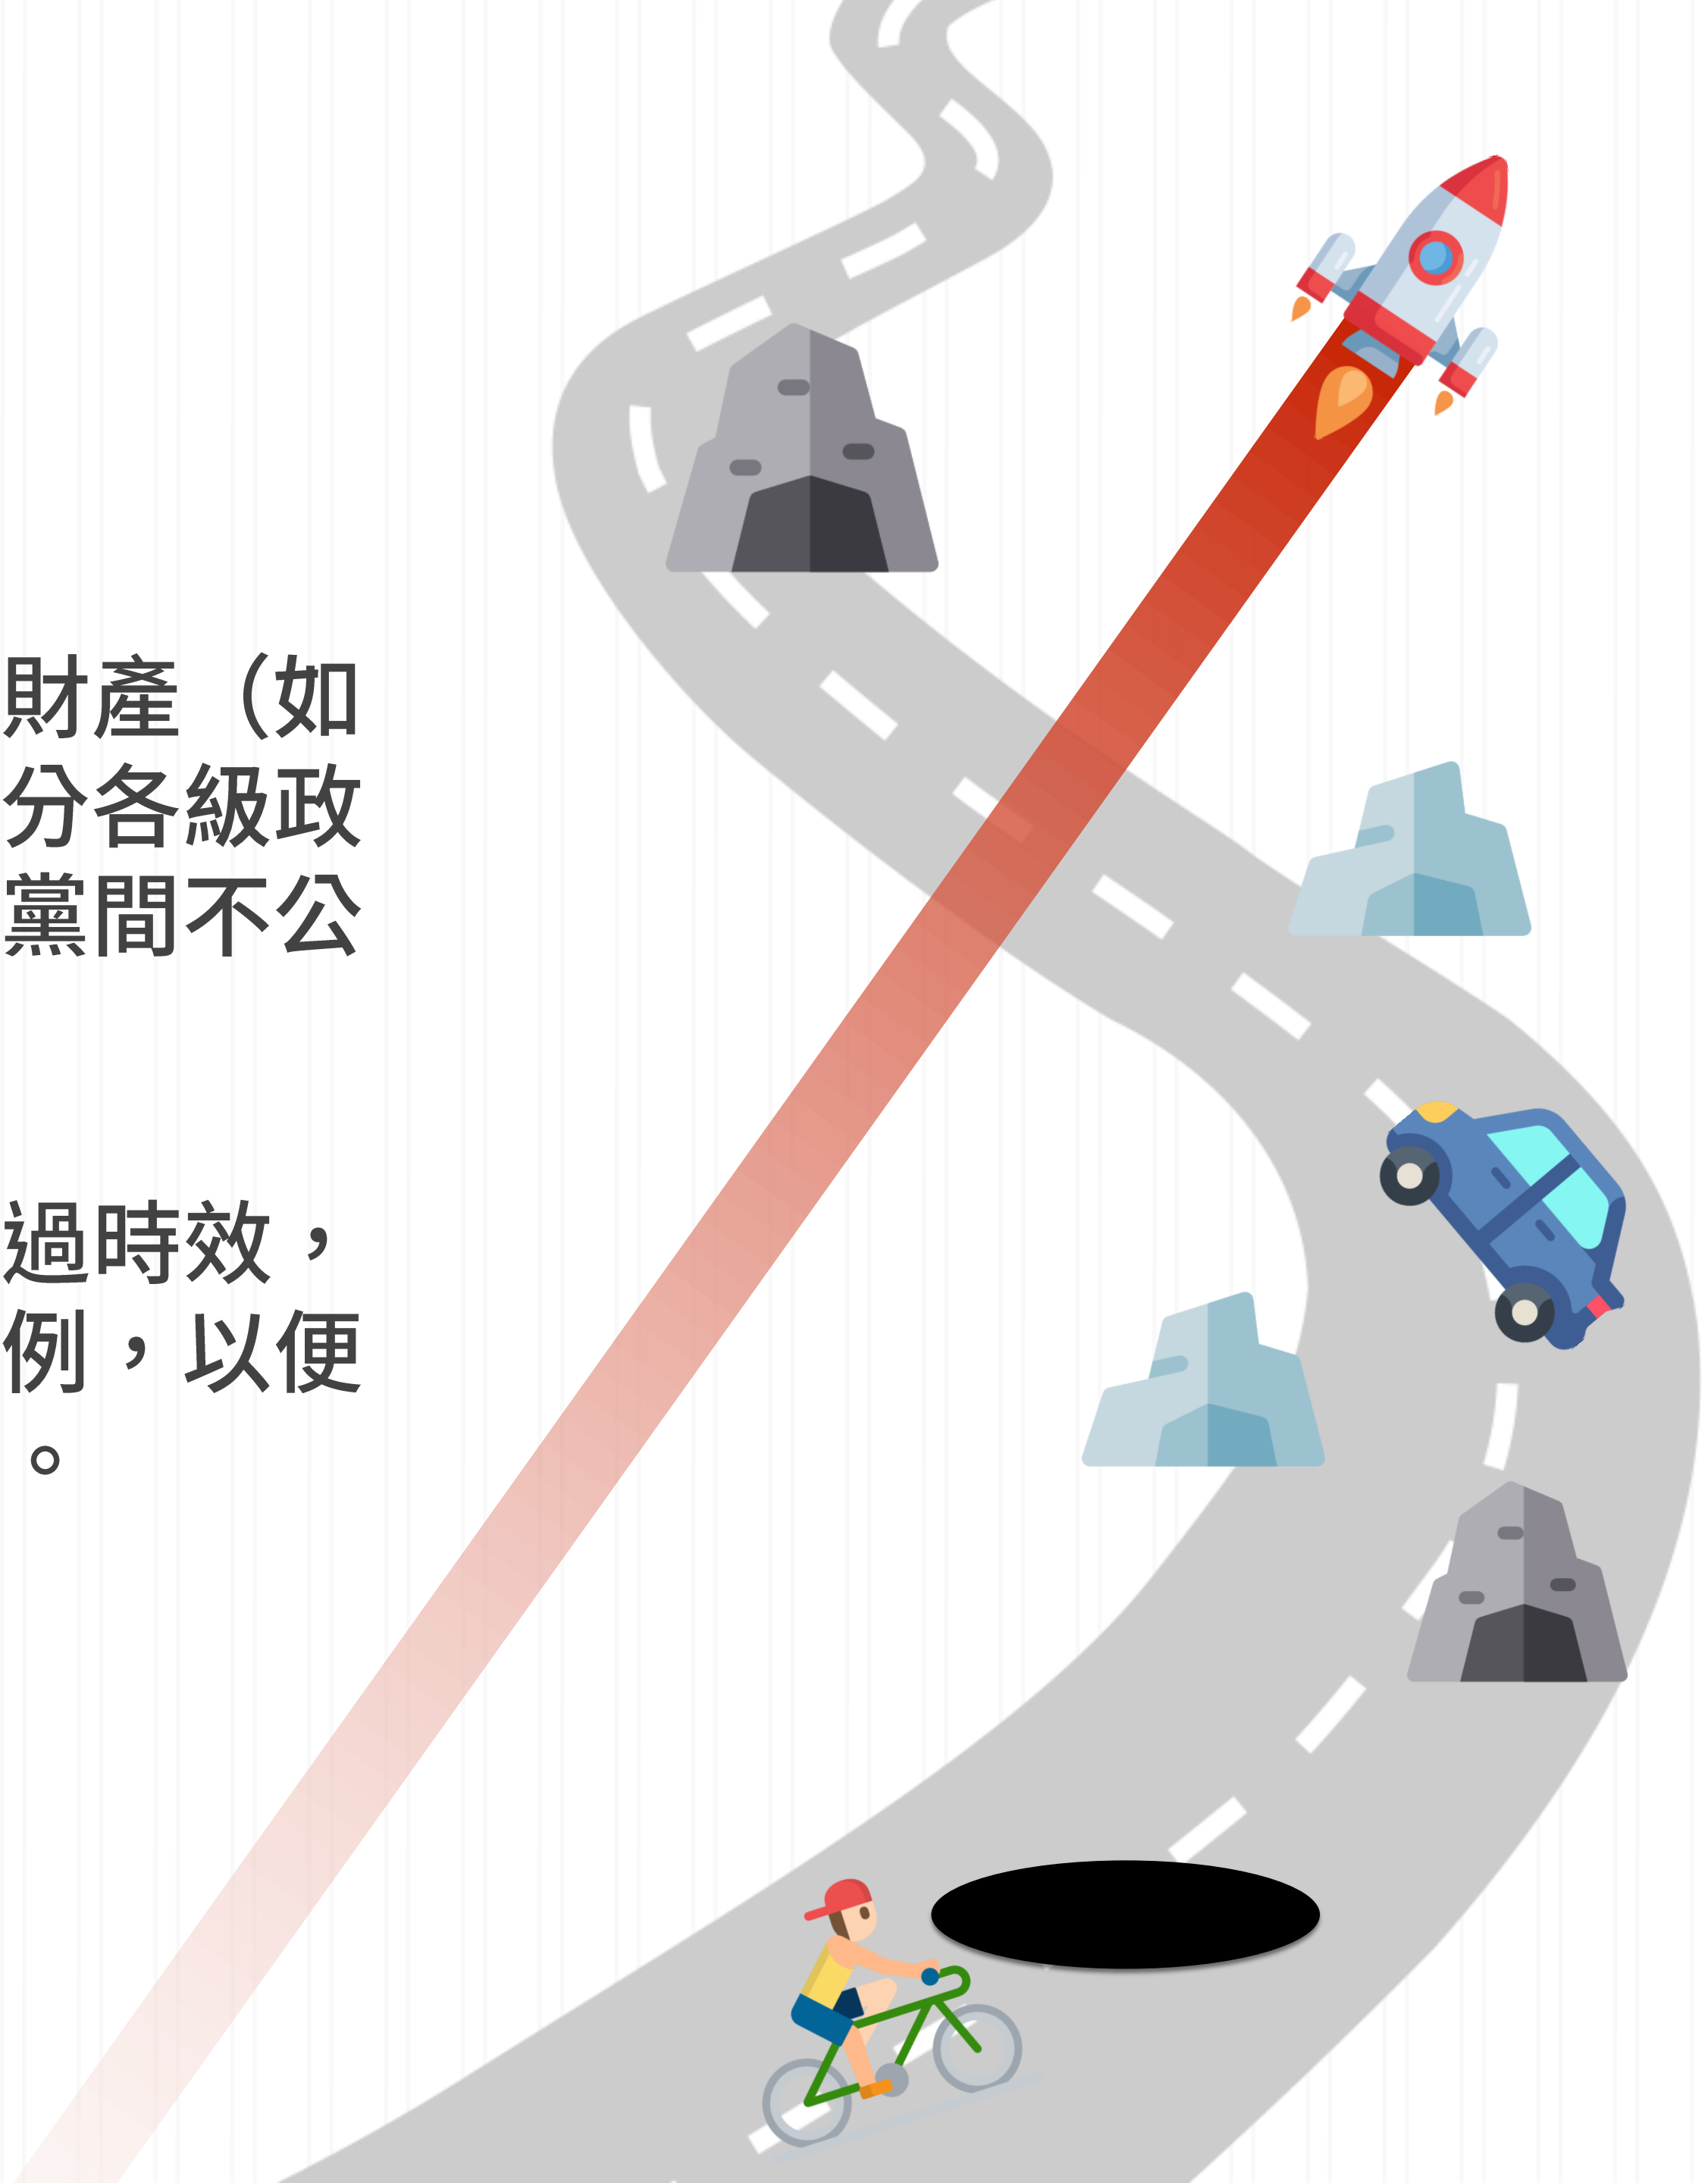 財產（如
分各級政
黨間不公
過時效，
例，以便
。